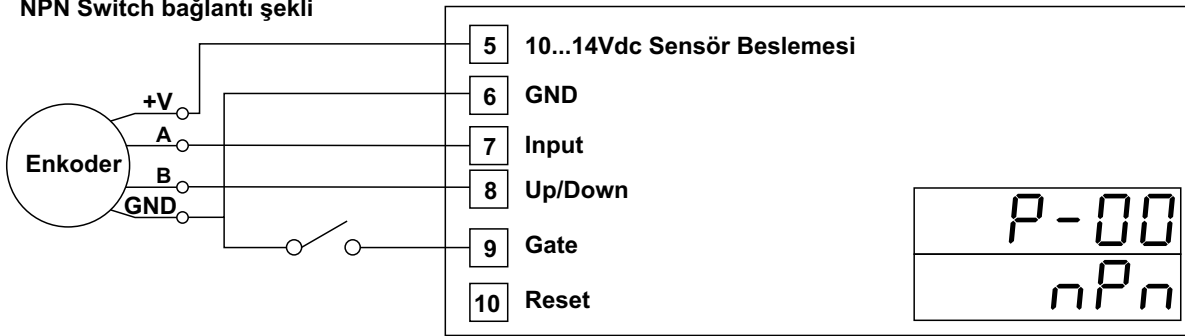 NPN Switch bağlantı şekli
5 10...14Vdc Sensör Beslemesi
+V
6 GND
A
7 Input
Enkoder
B
8 Up/Down
GND
9 Gate
10 Reset
P-00
nPn